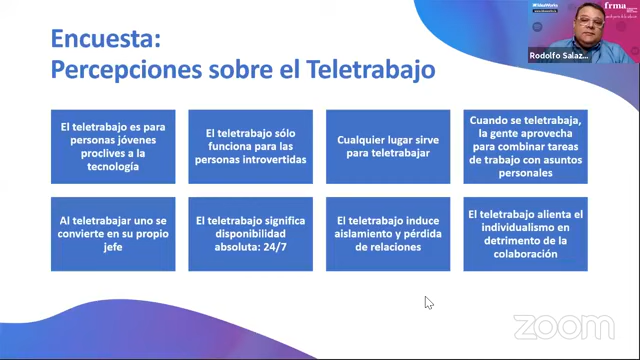 frma
Rodolfo Salaz...
Encuesta:
Percepciones sobre el Teletrabajo
El teletrabajo es para
personas jóvenes
proclives a la
tecnología
El teletrabajo sólo
funciona para las
personas introvertidas
Cualquier lugar sirve
para teletrabajar
Cuando se teletrabaja,
la gente aprovecha
para combinar tareas
de trabajo con asuntos
personales
Al teletrabajar uno se
convierte en su propio
jefe
El teletrabajo significa
disponibilidad
absoluta: 24/7
El teletrabajo induce
aislamiento y pérdida
de relaciones
El teletrabajo alienta el
individualismo en
detrimento de la
colaboración
zoom